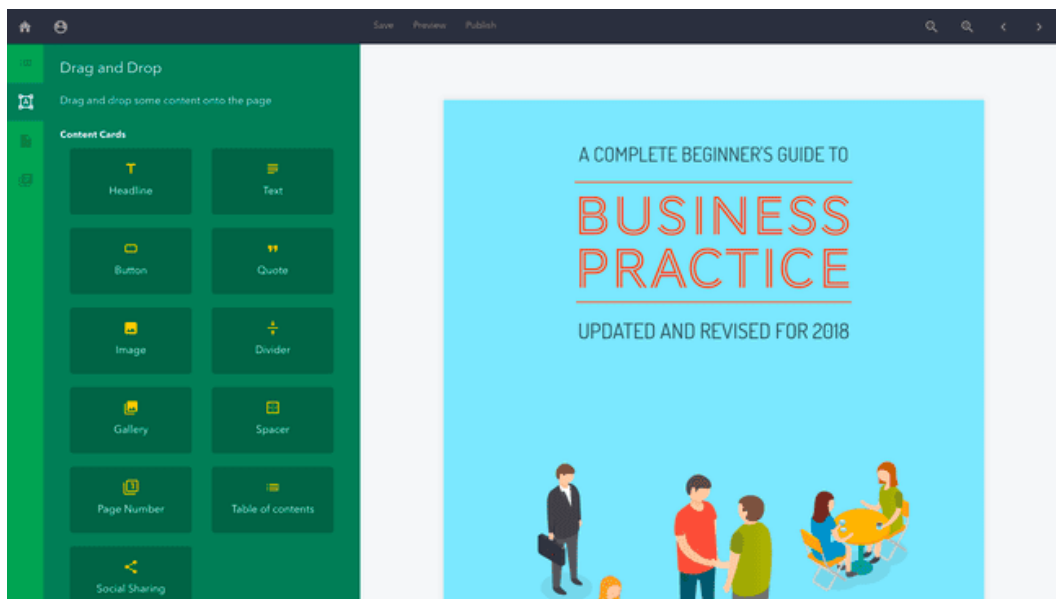 Save Preview Publish
Drag and Drop
Drag and drop some content onto the page
Content Cards
Headline
Text
Button
Quote
Image
Divider
Gallery
Spacer
Page Number
Table of contents
Social Sharing
A COMPLETE BEGINNER'S GUIDE TO
BUSINESS
PRACTICE
UPDATED AND REVISED FOR 2018